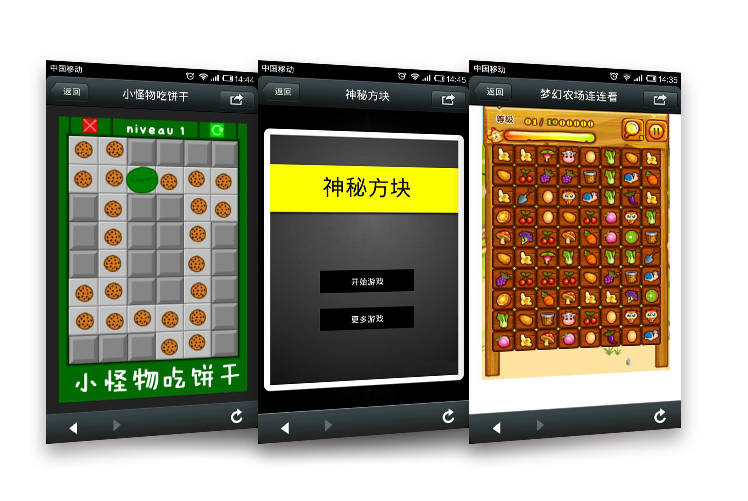 中国移动
14:44
返回
小怪物吃饼干
niveau 1
小怪物吃饼干
中国移动
14:45
返回
神秘方块
神秘方块
开始游戏
更多游戏
中国移动
14:35
返回
梦幻农场连连看
等级
01/1000000